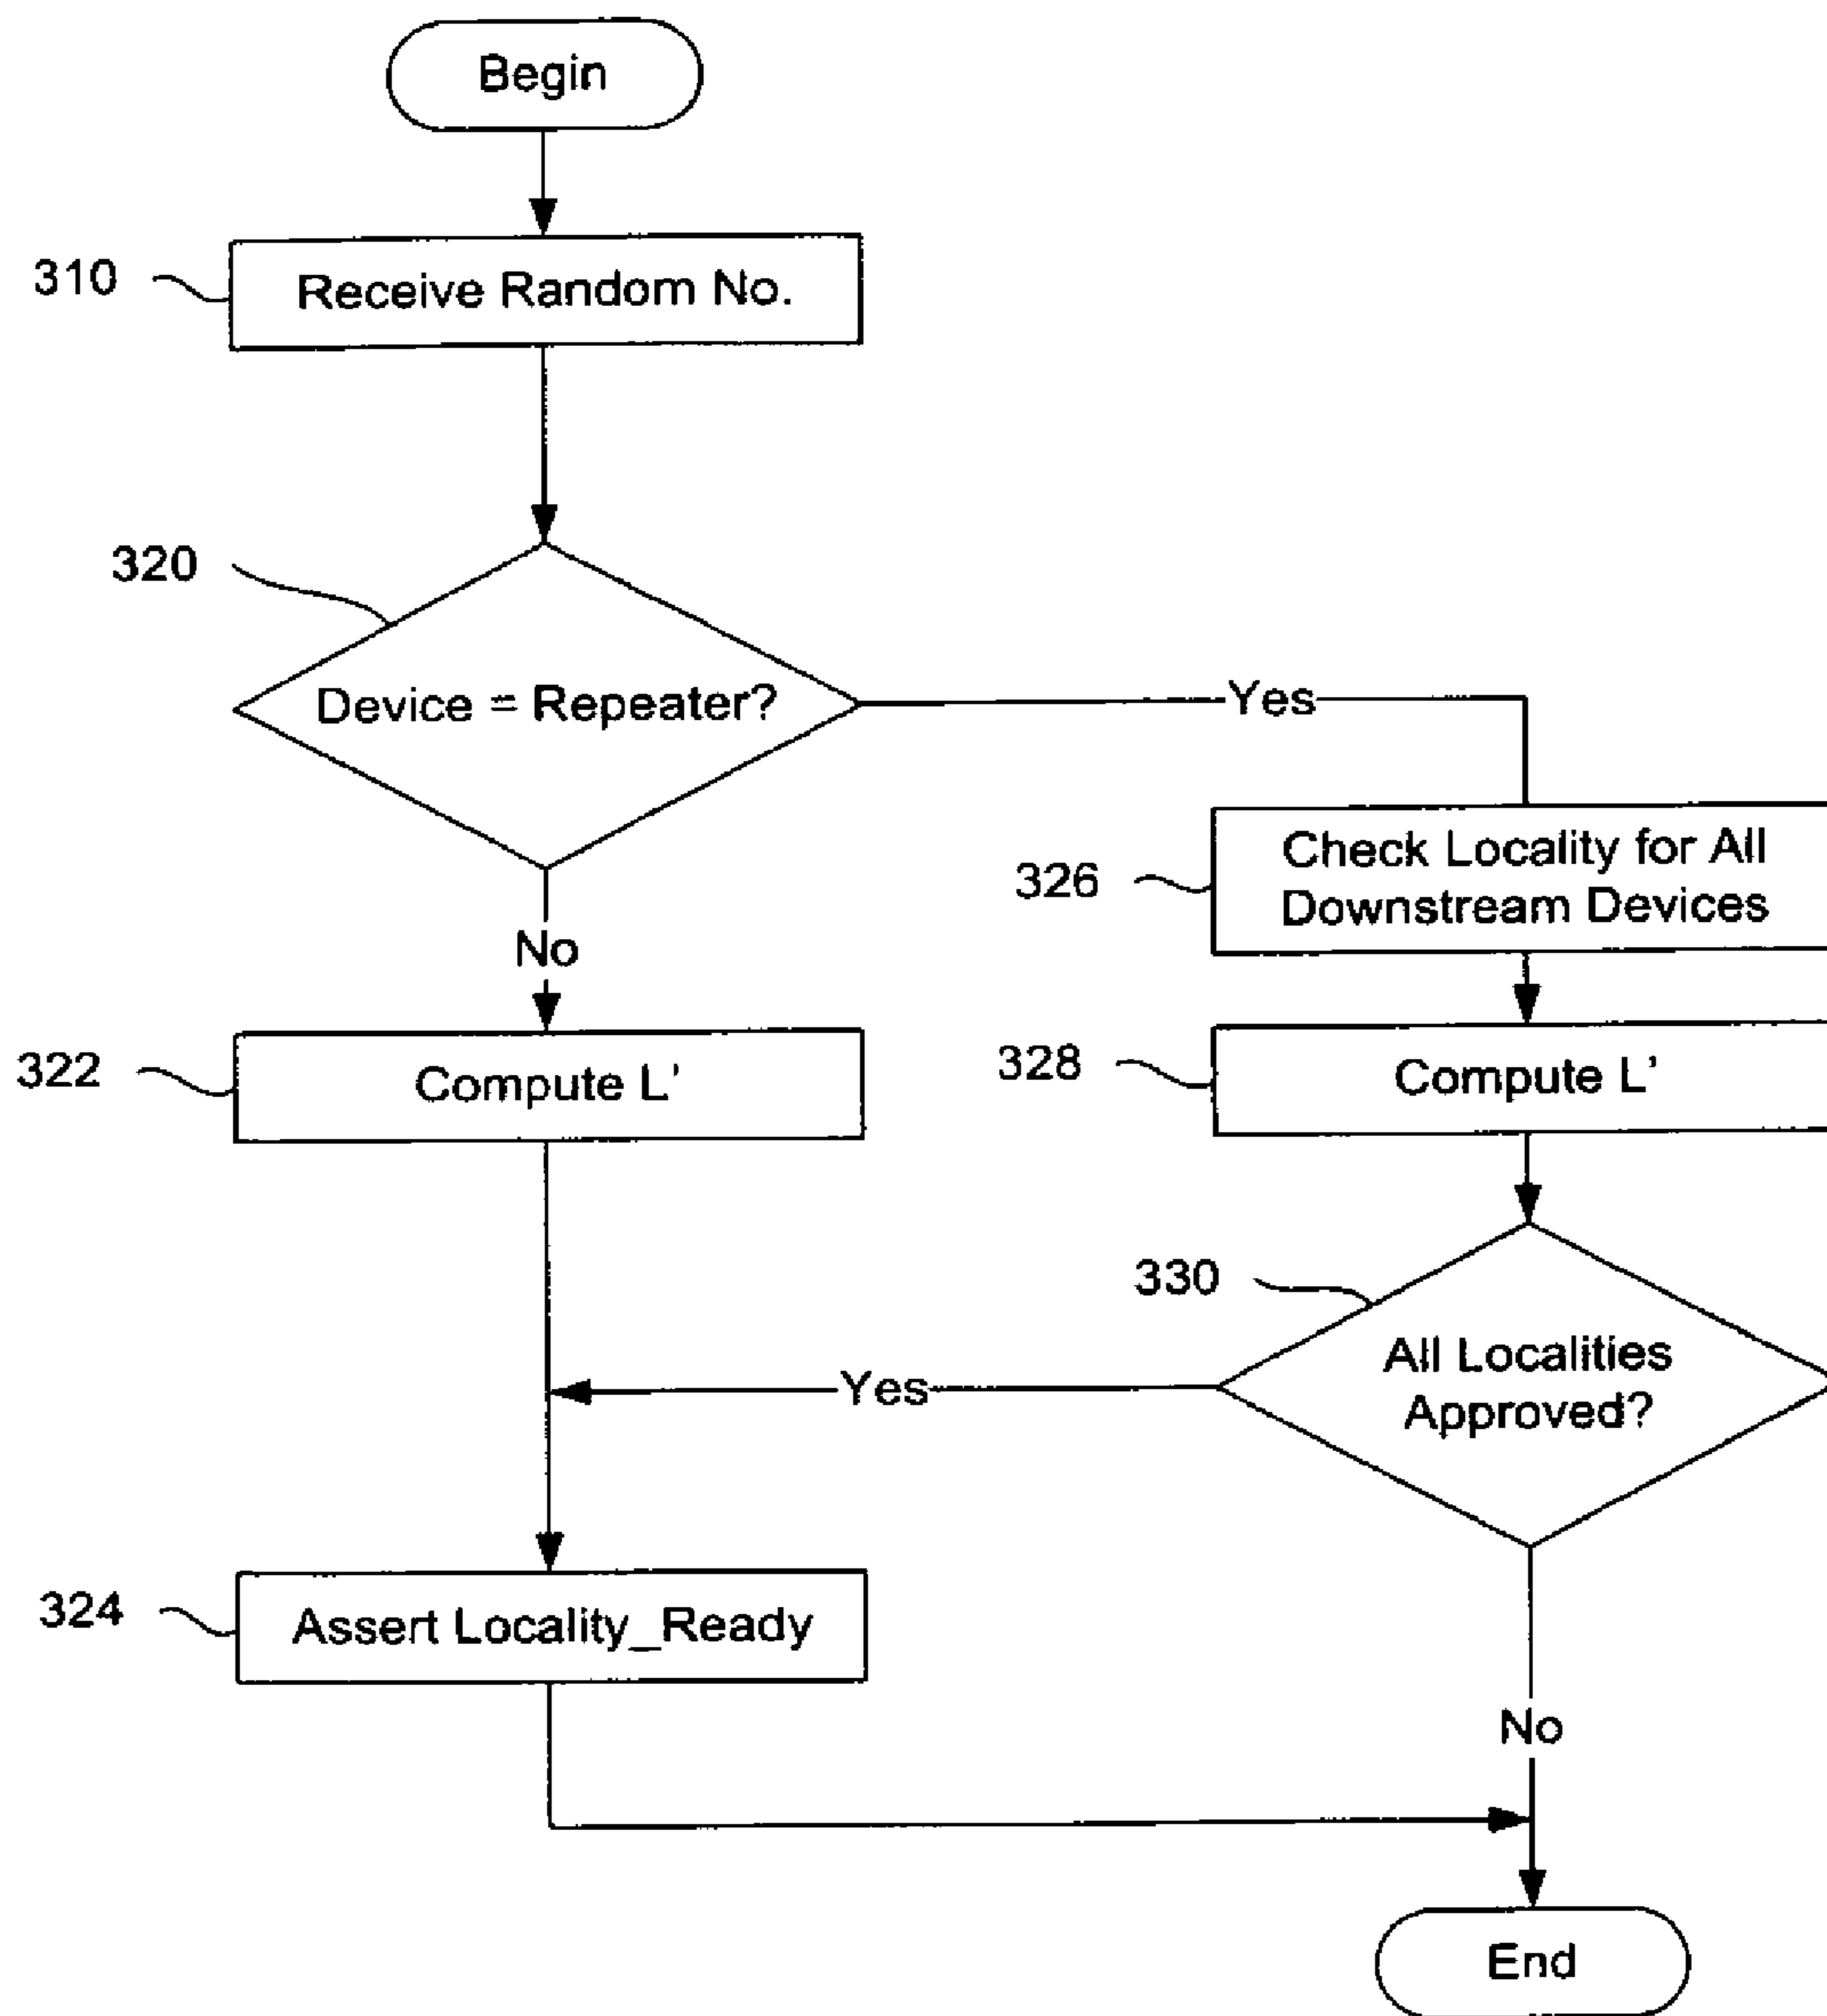 Begin
310
Receive Random No.
320
Device = Repeater?
Yes
326
Check Locality for All
Downstream Devices
No
322
Compute L'
328
Compute L'
330
All Localities
Approved?
Yes
324
Assert Locality_Ready
No
End